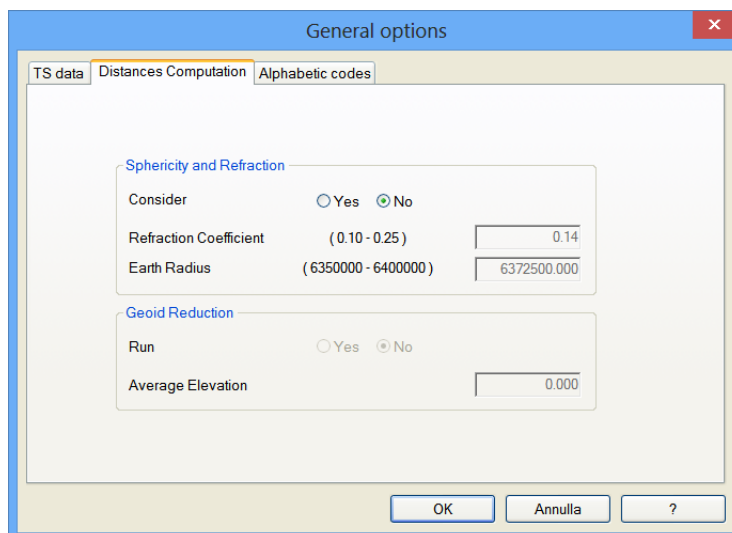 General options
TS data Distances Computation Alphabetic codes
Sphericity and Refraction
Consider Yes No
Refraction Coefficient ( 0.10 - 0.25 ) 0.14
Earth Radius ( 6350000 - 6400000 ) 6372500.000
Geoid Reduction
Run Yes No
Average Elevation 0.000
OK Annulla ?